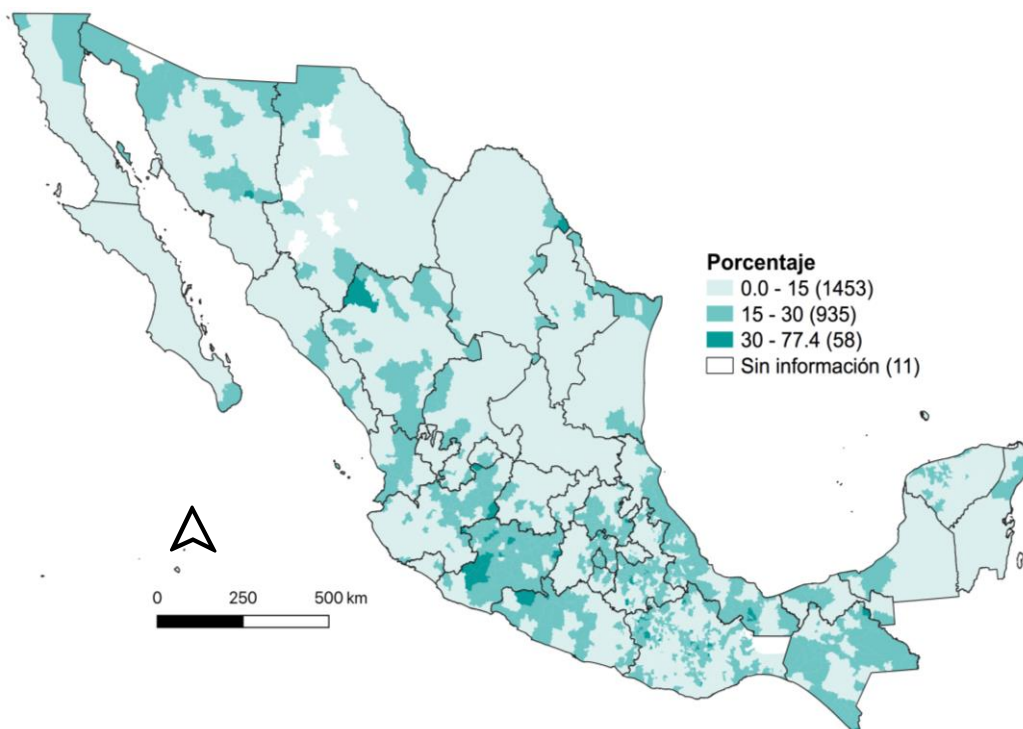 Porcentaje
0.0 - 15 (1453)
15 - 30 (935)
30 - 77.4 (58)
Sin información (11)
0 250 500 km